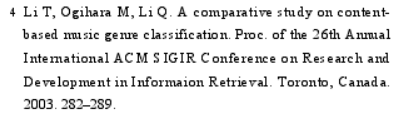 4 Li T, Ogihara M, Li Q. A comparative study on content-
based music genre classification. Proc. of the 26th Annual
International ACM SIGIR Conference on Research and
Development in Informaion Retrieval. Toronto, Canada.
2003. 282–289.